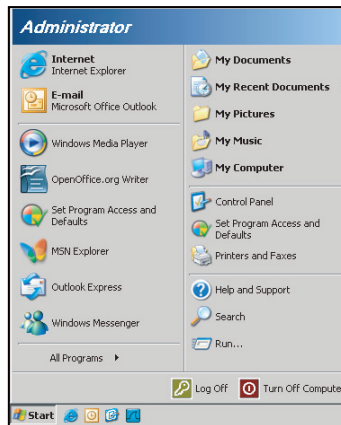 Administrator
Internet
Internet Explorer
E-mail
Microsoft Office Outlook
Windows Media Player
OpenOffice.org Writer
Set Program Access and
Defaults
MSN Explorer
Outlook Express
Windows Messenger
All Programs
My Documents
My Recent Documents
My Pictures
My Music
My Computer
Control Panel
Set Program Access and
Defaults
Printers and Faxes
Help and Support
Search
Run...
Log Off
Turn Off Compute
Start